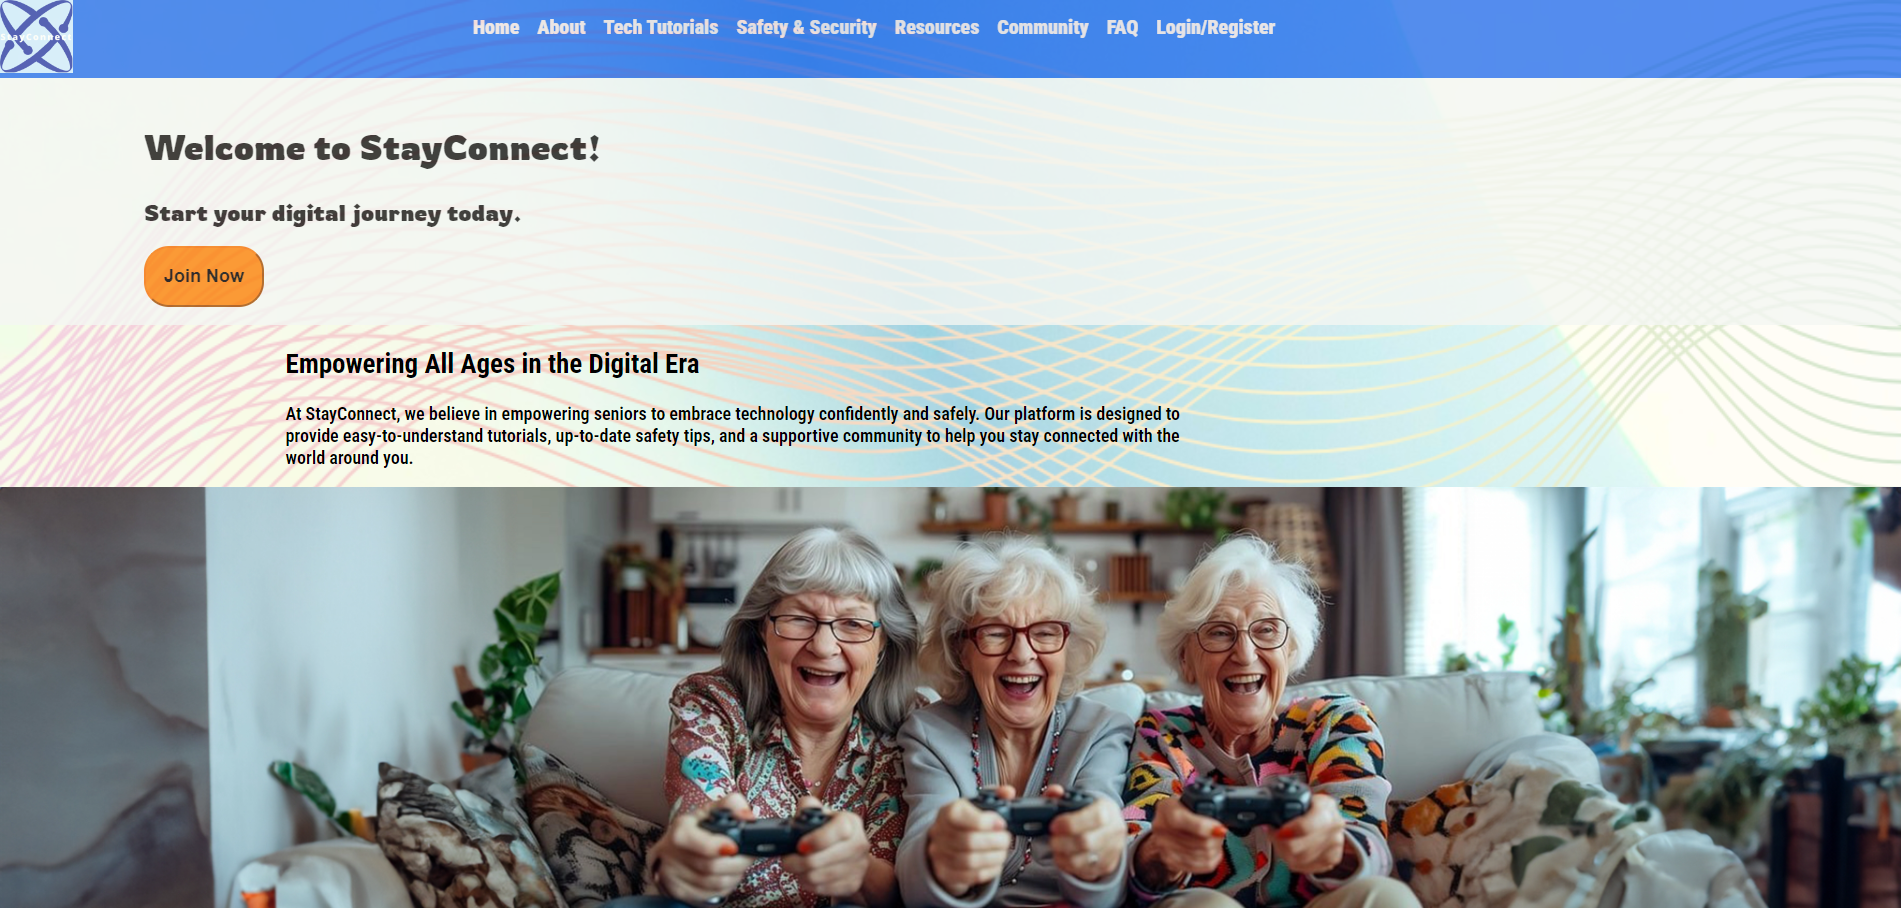 StayConnect
Home About Tech Tutorials Safety & Security Resources Community FAQ Login/Register
Welcome to StayConnect!
Start your digital journey today.
Join Now
Empowering All Ages in the Digital Era
At StayConnect, we believe in empowering seniors to embrace technology confidently and safely. Our platform is designed to
provide easy-to-understand tutorials, up-to-date safety tips, and a supportive community to help you stay connected with the
world around you.